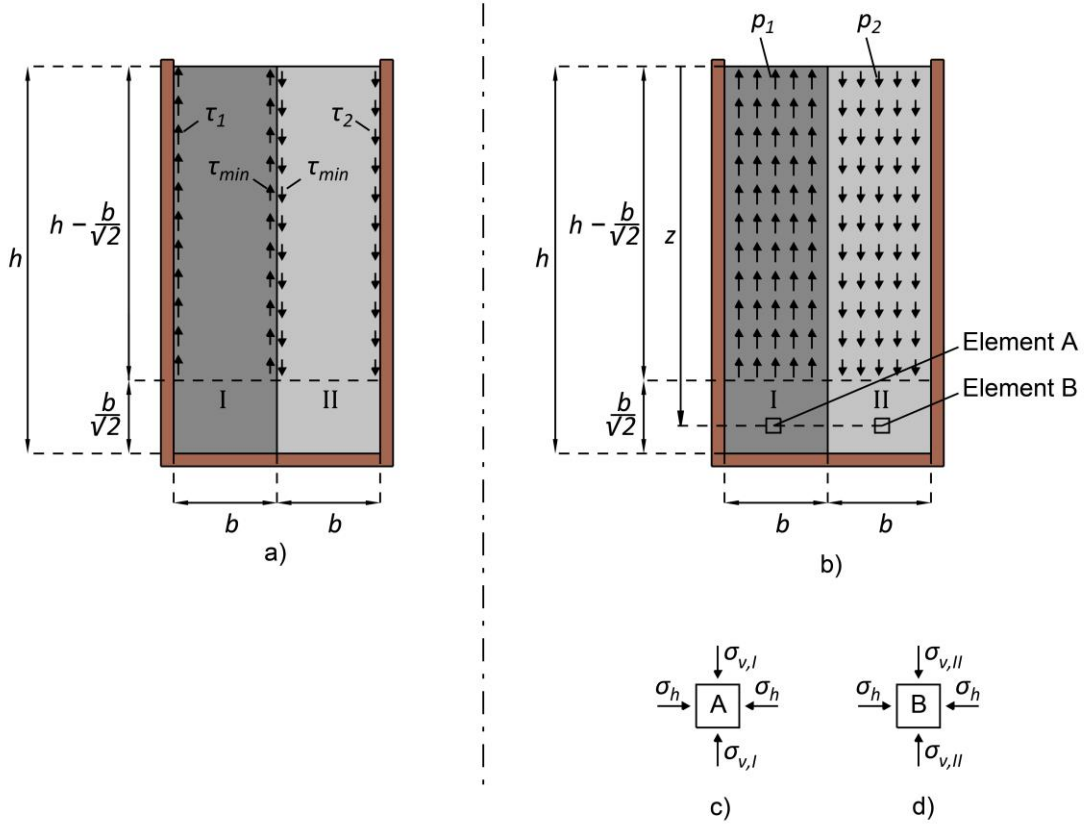 τ₁
τ₂
τₘᵢₙ
τₘᵢₙ
h
h − b/√2
b/√2
I
II
b
b
a)
p₁
p₂
h
h − b/√2
z
b/√2
I
II
Element A
Element B
b
b
b)
σᵥ,I
σₕ
A
σₕ
σᵥ,I
c)
σᵥ,II
σₕ
B
σₕ
σᵥ,II
d)